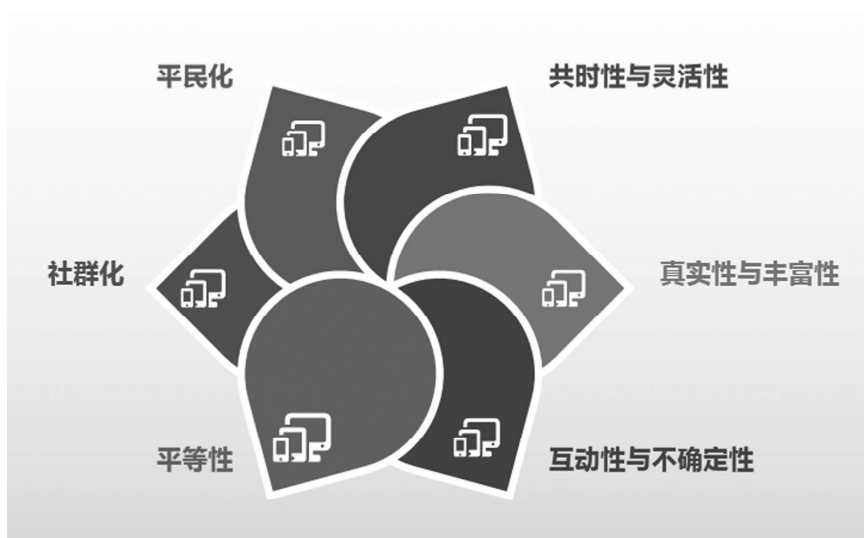 平民化
共时性与灵活性
社群化
真实性与丰富性
平等性
互动性与不确定性